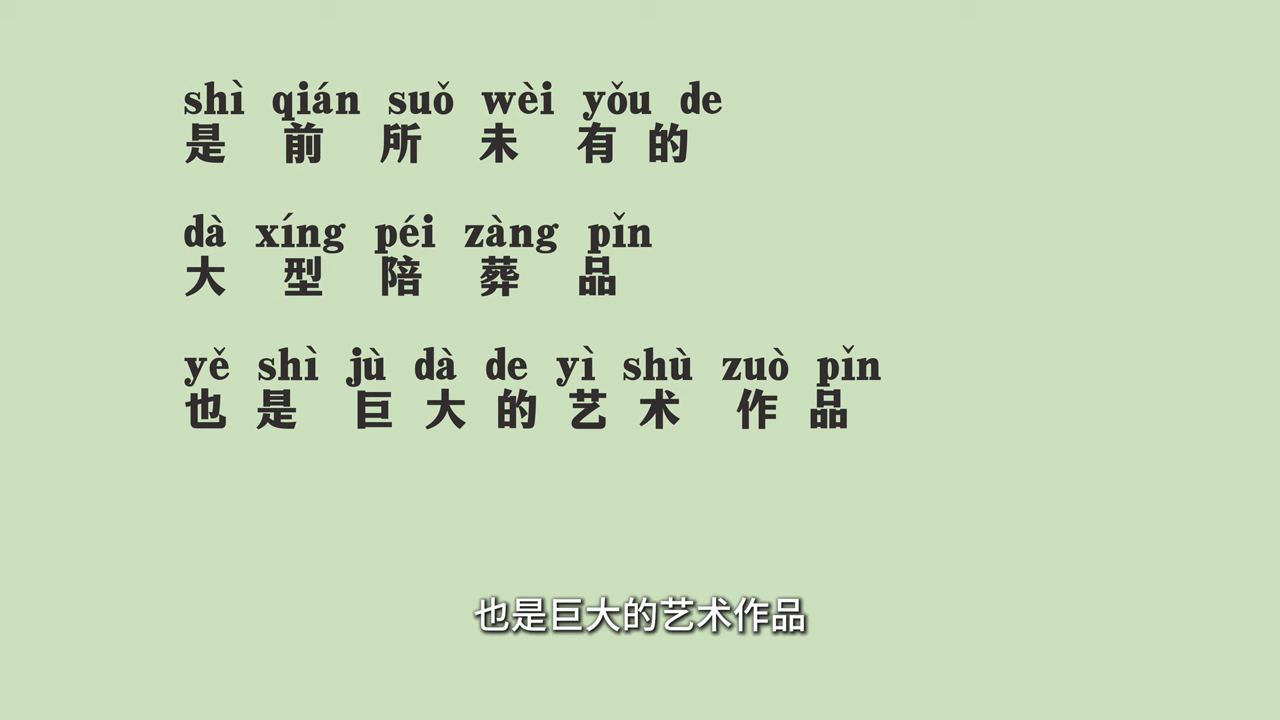 shì qián suǒ wèi yǒu de
是 前 所 未 有 的
dà xíng péi zàng pǐn
大 型 陪 葬 品
yě shì jù dà de yì shù zuò pǐn
也 是 巨 大 的 艺 术 作 品
也是巨大的艺术作品